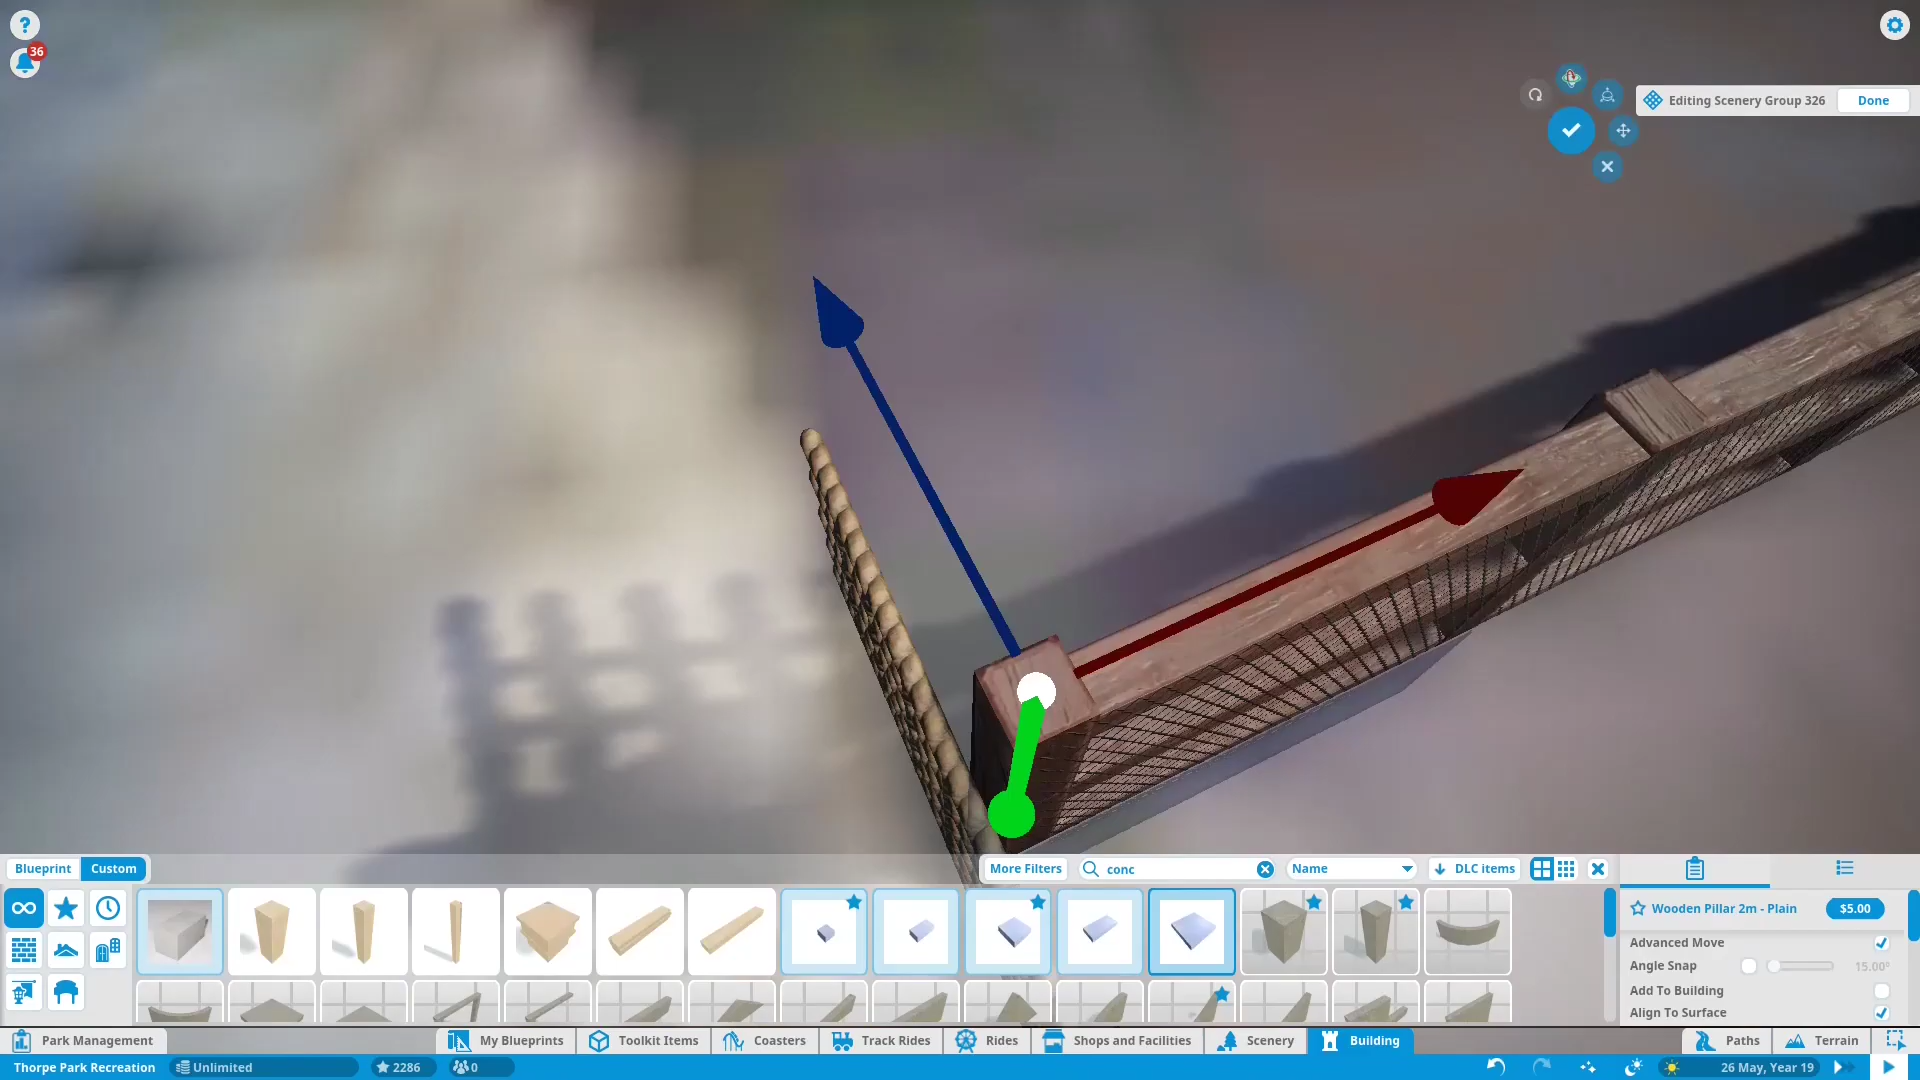 ?
36
Editing Scenery Group 326
Done
Blueprint
Custom
More Filters
conc
Name
DLC items
Wooden Pillar 2m - Plain
$5.00
Advanced Move
Angle Snap
15.00°
Add To Building
Align To Surface
Park Management
My Blueprints
Toolkit Items
Coasters
Track Rides
Rides
Shops and Facilities
Scenery
Building
Paths
Terrain
Thorpe Park Recreation
Unlimited
2286
0
26 May, Year 19